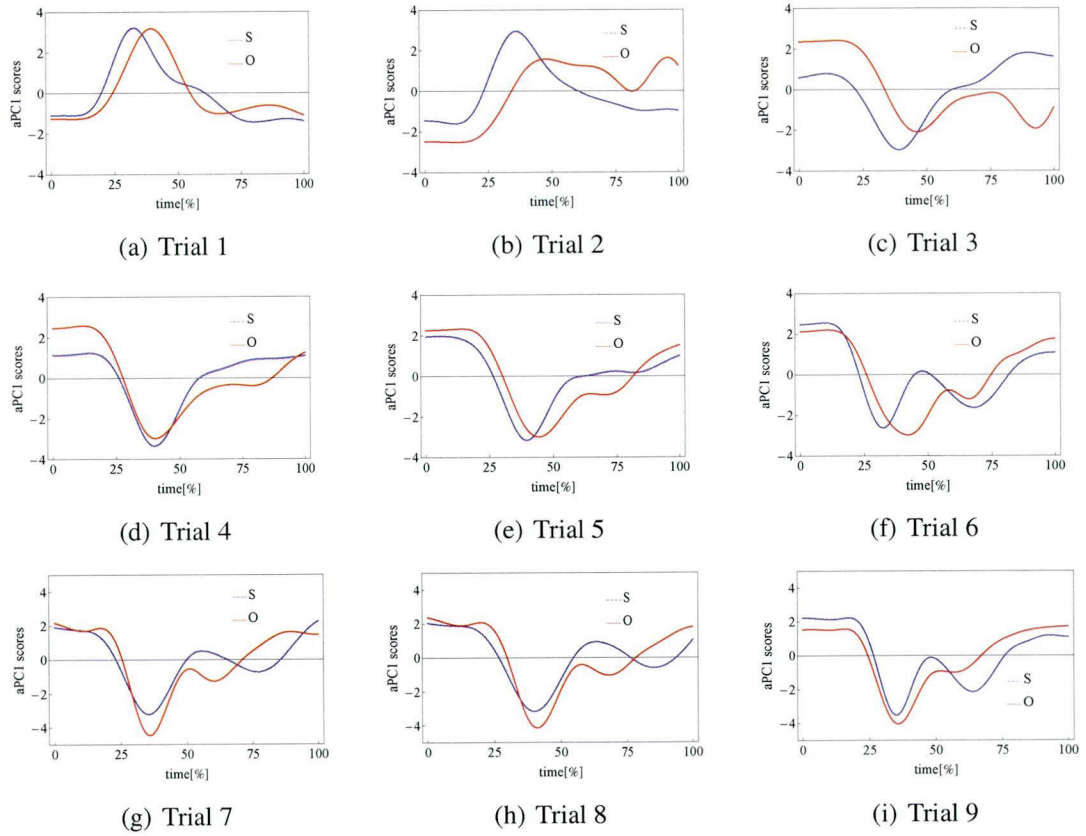 4
2
0
−2
−4
aPC1 scores
S
O
0 25 50 75 100
time[%]
(a) Trial 1
4
2
0
−2
−4
aPC1 scores
S
O
0 25 50 75 100
time[%]
(b) Trial 2
4
2
0
−2
−4
aPC1 scores
S
O
0 25 50 75 100
time[%]
(c) Trial 3
4
2
0
−2
−4
aPC1 scores
S
O
0 25 50 75 100
time[%]
(d) Trial 4
4
2
0
−2
−4
aPC1 scores
S
O
0 25 50 75 100
time[%]
(e) Trial 5
4
2
0
−2
−4
aPC1 scores
S
O
0 25 50 75 100
time[%]
(f) Trial 6
4
2
0
−2
−4
aPC1 scores
S
O
0 25 50 75 100
time[%]
(g) Trial 7
4
2
0
−2
−4
aPC1 scores
S
O
0 25 50 75 100
time[%]
(h) Trial 8
4
2
0
−2
−4
aPC1 scores
S
O
0 25 50 75 100
time[%]
(i) Trial 9